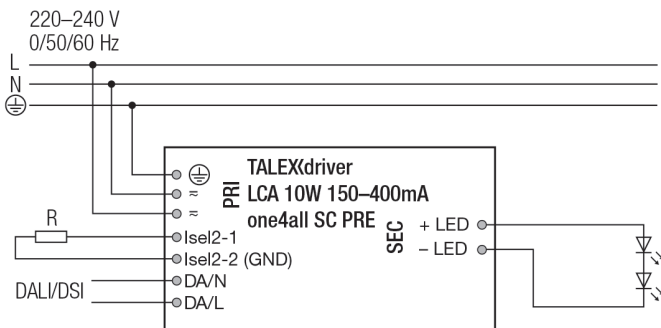 220–240 V
0/50/60 Hz
L
N
PRI
TALEXXdriver
LCA 10W 150–400mA
one4all SC PRE
SEC
+ LED
– LED
≂
≂
R
Isel2-1
Isel2-2 (GND)
DALI/DSI
DA/N
DA/L